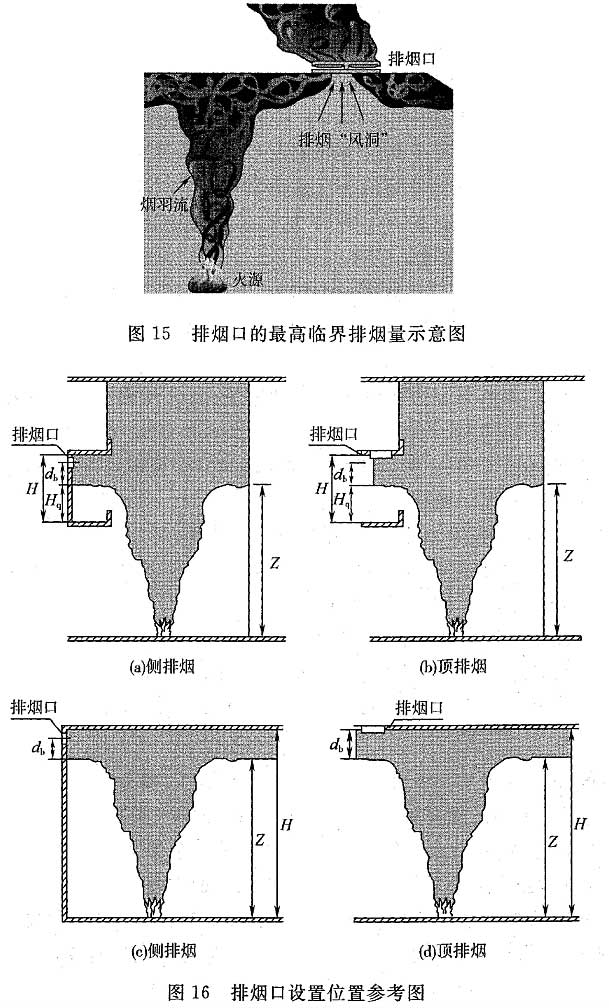 排烟口
排烟“风洞”
烟羽流
火源
图 15 排烟口的最高临界排烟量示意图
排烟口
H
d_b
H_q
Z
(a)侧排烟
排烟口
H
d_b
H_q
Z
(b)顶排烟
排烟口
d_b
Z
H
(c)侧排烟
排烟口
d_b
Z
H
(d)顶排烟
图 16 排烟口设置位置参考图